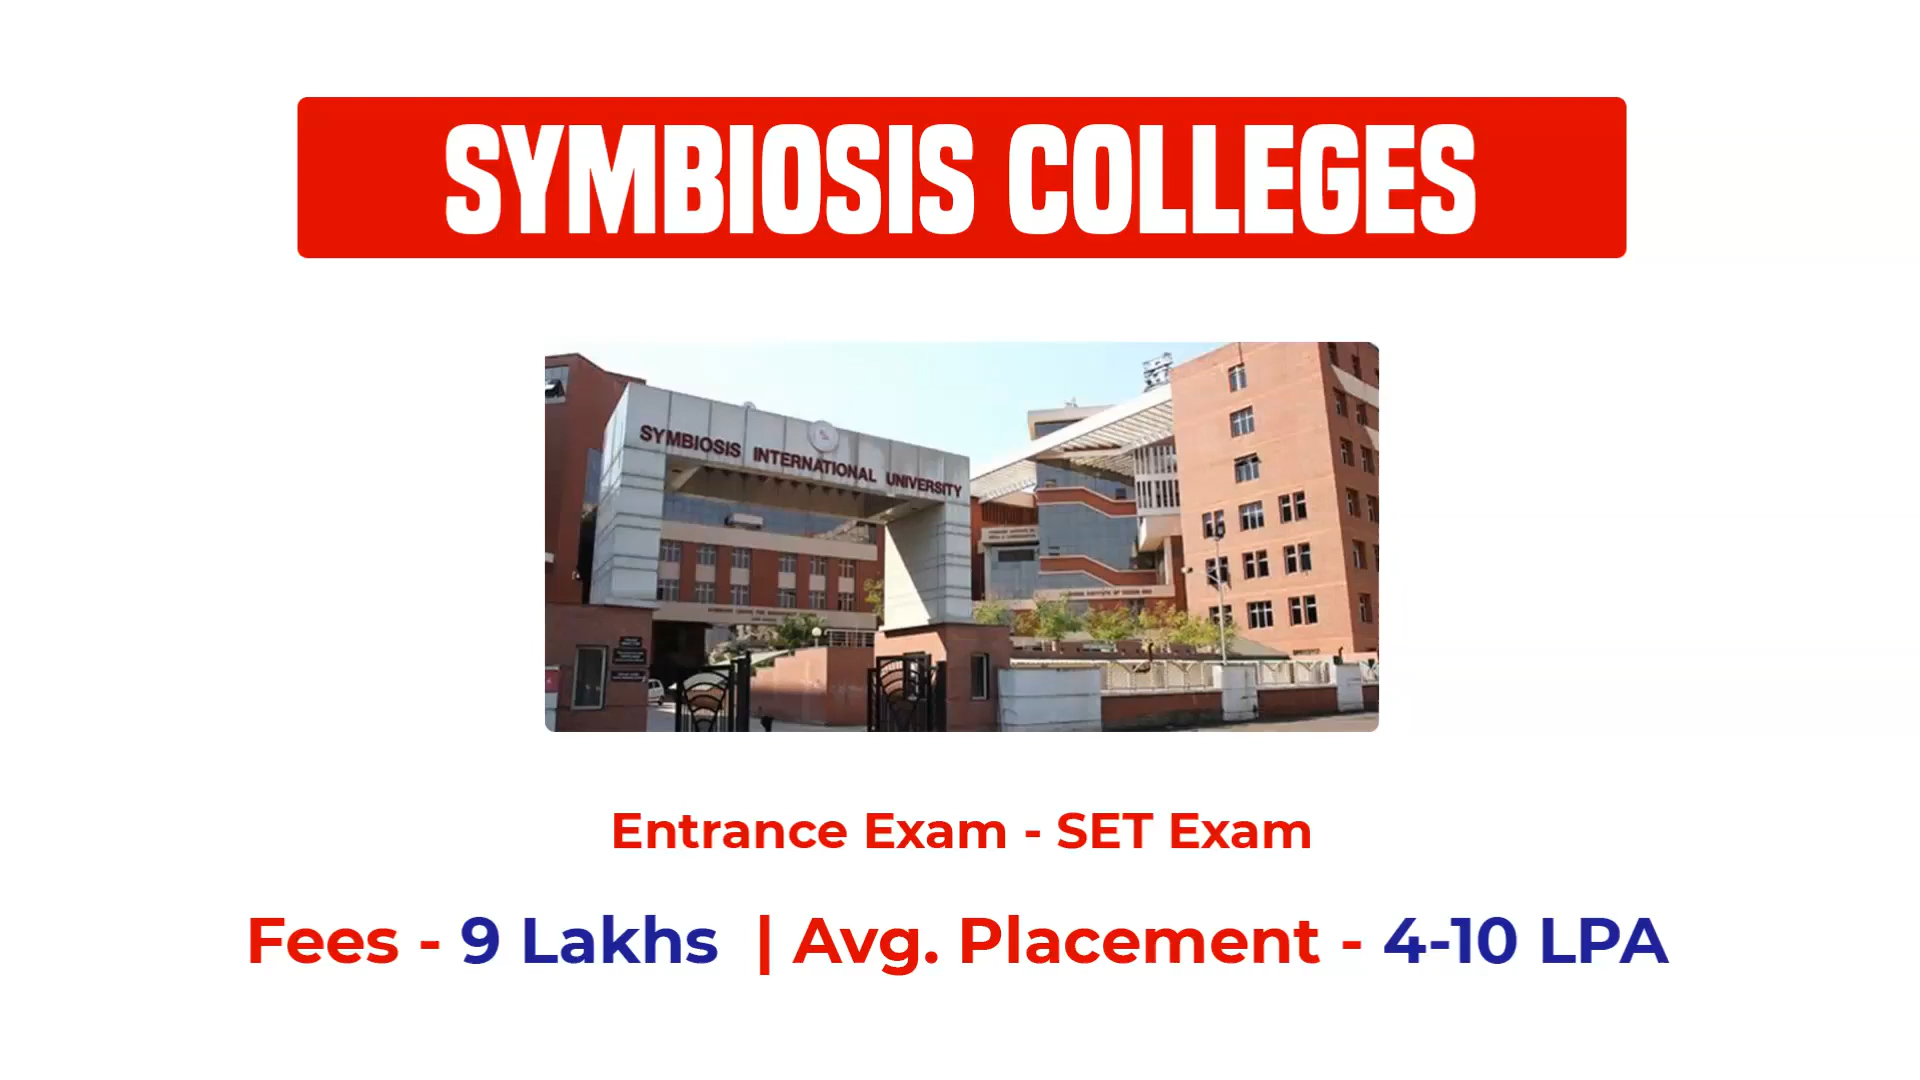 SYMBIOSIS COLLEGES
SYMBIOSIS INTERNATIONAL UNIVERSITY
Entrance Exam - SET Exam
Fees - 9 Lakhs | Avg. Placement - 4-10 LPA